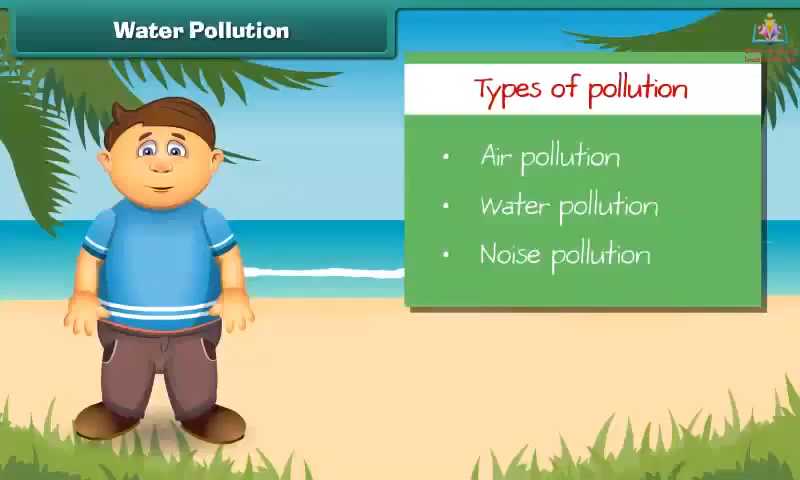 Water Pollution
Types of pollution
• Air pollution
• Water pollution
• Noise pollution